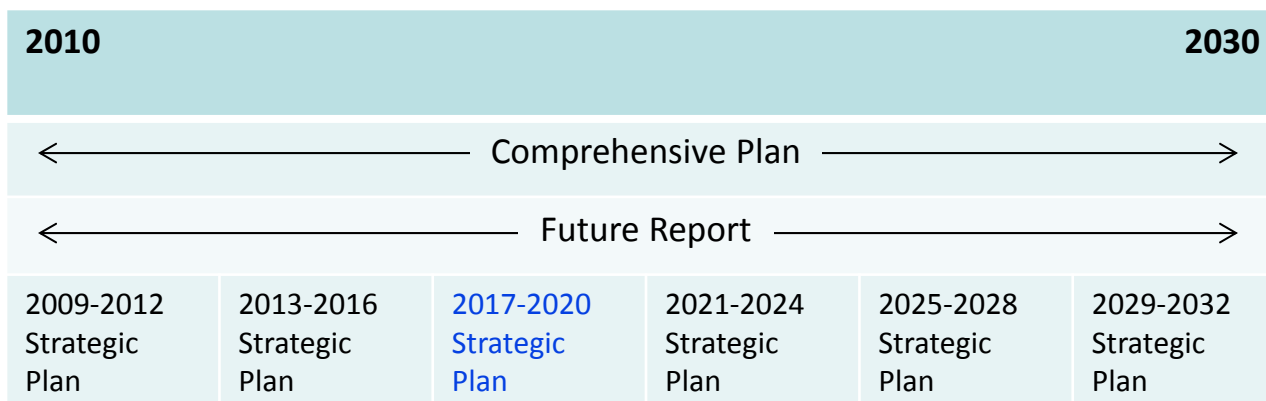 2010 2030
Comprehensive Plan
Future Report
2009-2012
Strategic
Plan
2013-2016
Strategic
Plan
2017-2020
Strategic
Plan
2021-2024
Strategic
Plan
2025-2028
Strategic
Plan
2029-2032
Strategic
Plan